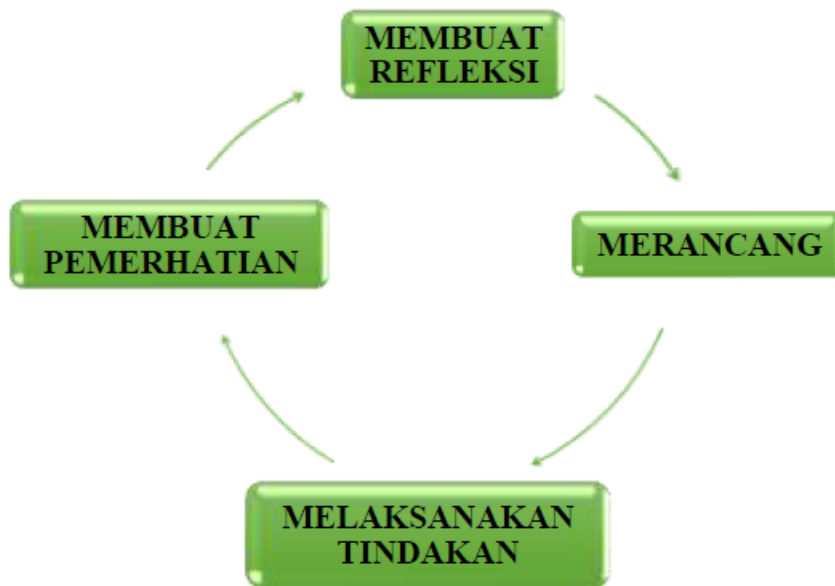 MEMBUAT
REFLEKSI
MERANCANG
MELAKSANAKAN
TINDAKAN
MEMBUAT
PEMERHATIAN